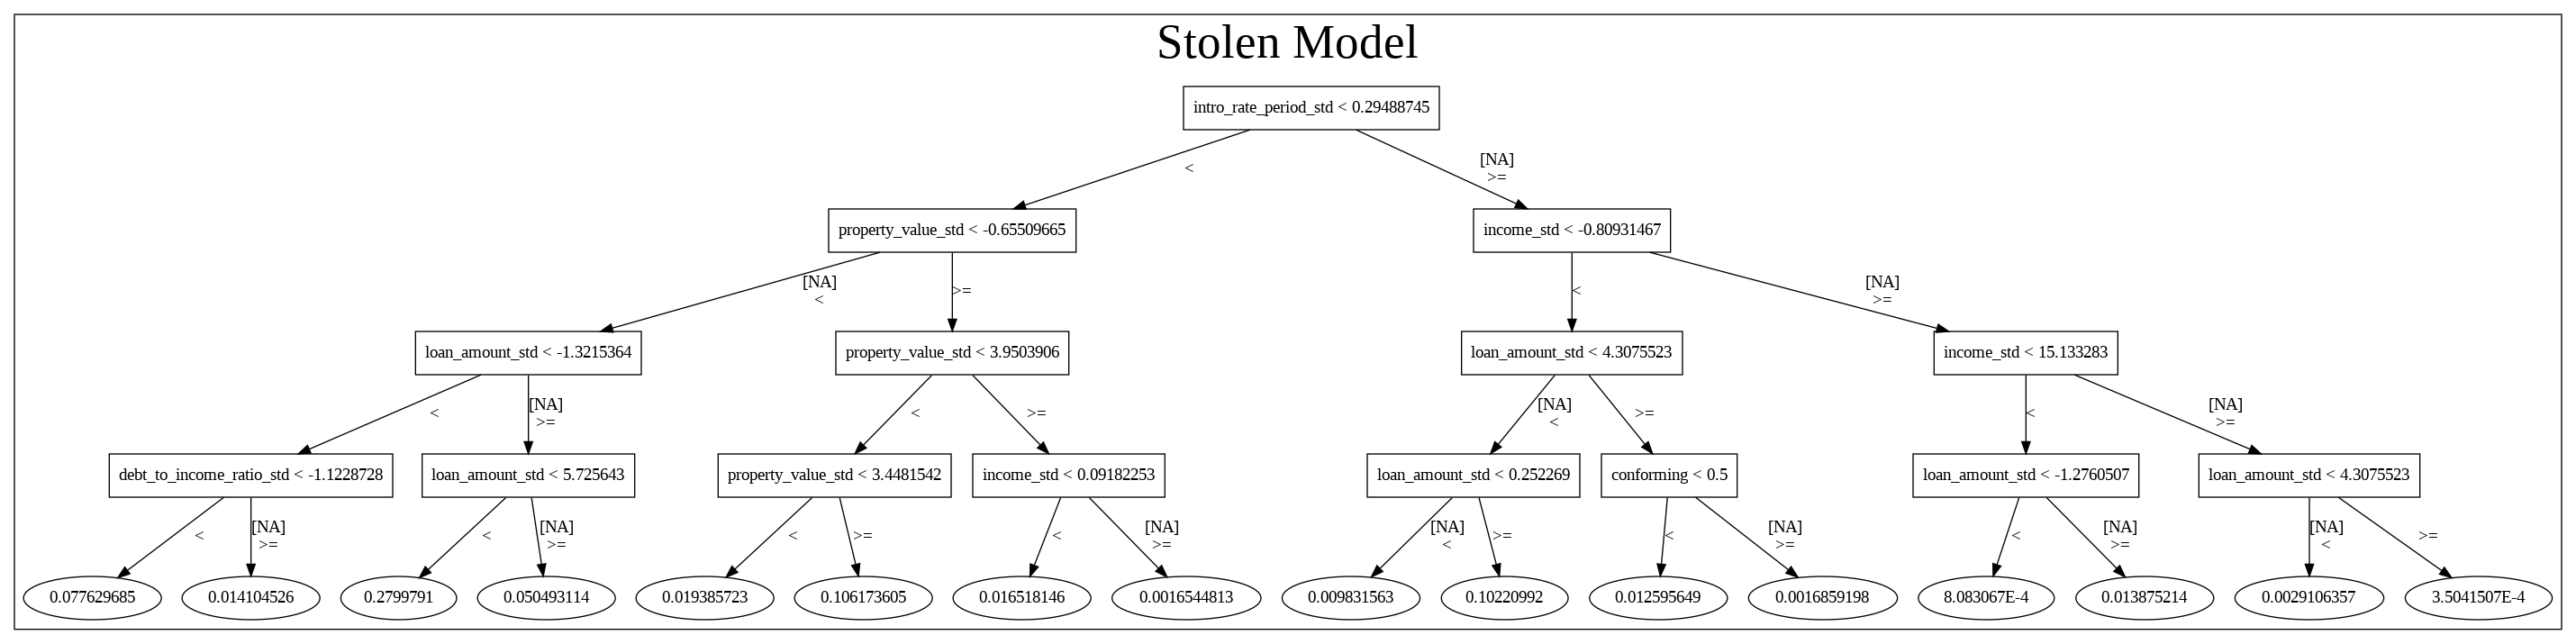 Stolen Model
intro_rate_period_std < 0.29488745
<
[NA]
>=
property_value_std < -0.65509665
income_std < -0.80931467
[NA]
<
>=
<
[NA]
>=
loan_amount_std < -1.3215364
property_value_std < 3.9503906
loan_amount_std < 4.3075523
income_std < 15.133283
<
[NA]
>=
<
>=
[NA]
<
>=
<
[NA]
>=
debt_to_income_ratio_std < -1.1228728
loan_amount_std < 5.725643
property_value_std < 3.4481542
income_std < 0.09182253
loan_amount_std < 0.252269
conforming < 0.5
loan_amount_std < -1.2760507
loan_amount_std < 4.3075523
<
[NA]
>=
<
[NA]
>=
<
>=
<
[NA]
>=
[NA]
<
>=
<
[NA]
>=
<
[NA]
>=
[NA]
<
>=
0.077629685
0.014104526
0.2799791
0.050493114
0.019385723
0.106173605
0.016518146
0.0016544813
0.009831563
0.10220992
0.012595649
0.0016859198
8.083067E-4
0.013875214
0.0029106357
3.5041507E-4